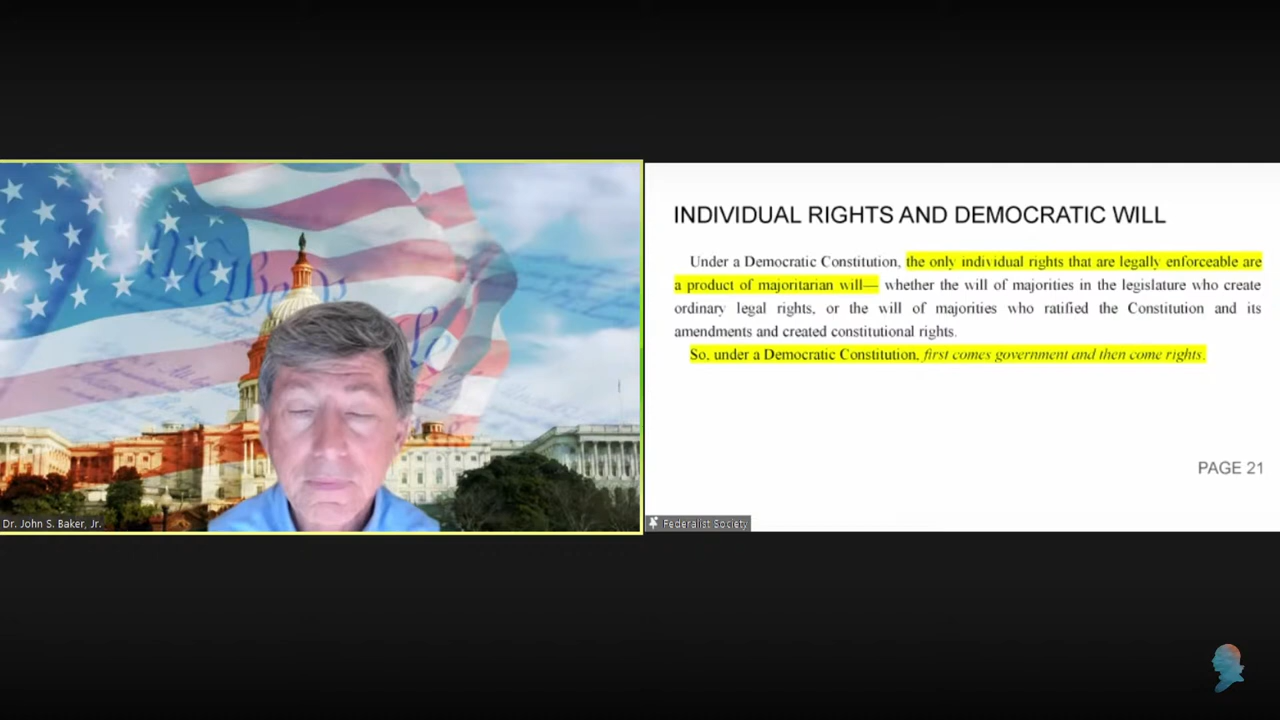 We the
Dr. John S. Baker, Jr.
INDIVIDUAL RIGHTS AND DEMOCRATIC WILL
Under a Democratic Constitution, the only individual rights that are legally enforceable are
a product of majoritarian will— whether the will of majorities in the legislature who create
ordinary legal rights, or the will of majorities who ratified the Constitution and its
amendments and created constitutional rights.
So, under a Democratic Constitution, first comes government and then come rights.
PAGE 21
Federalist Society